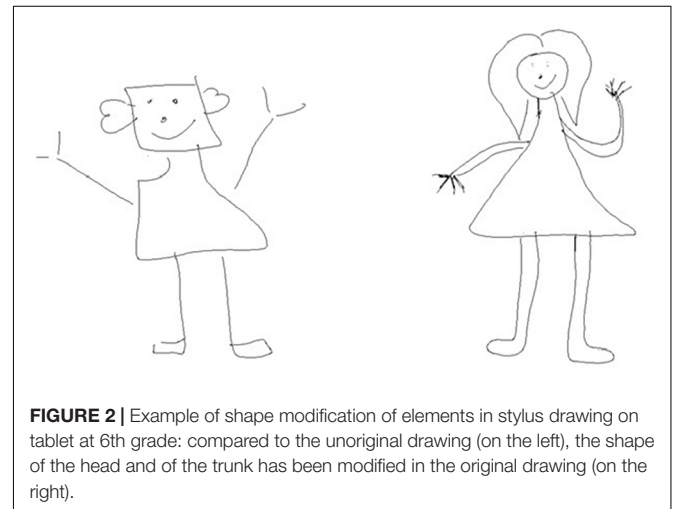 FIGURE 2 | Example of shape modification of elements in stylus drawing on
tablet at 6th grade: compared to the unoriginal drawing (on the left), the shape
of the head and of the trunk has been modified in the original drawing (on the
right).